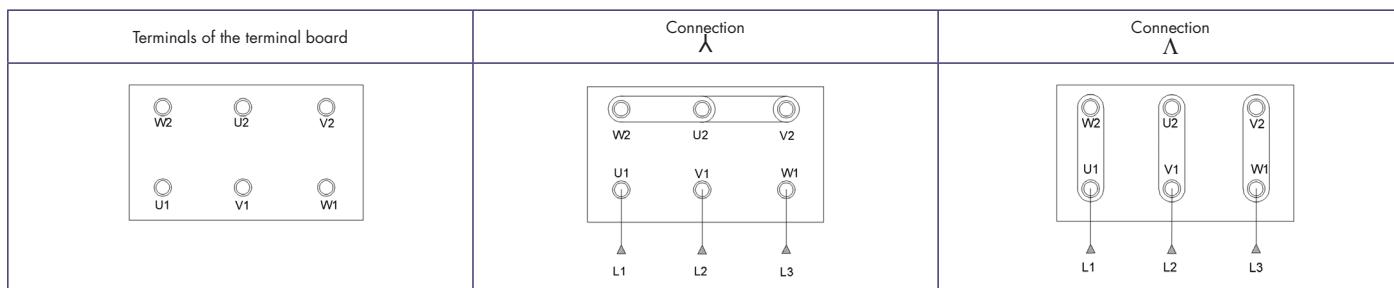 Terminals of the terminal board
Connection
⅄
Connection
Λ
W2 U2 V2
U1 V1 W1
W2 U2 V2
U1 V1 W1
L1 L2 L3
W2 U2 V2
U1 V1 W1
L1 L2 L3